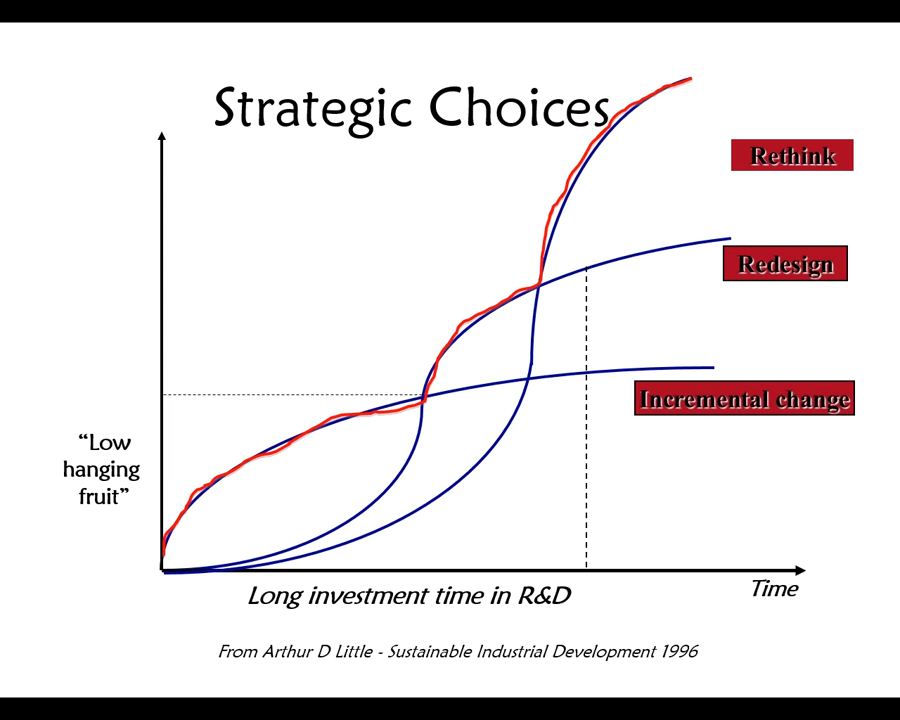 Strategic Choices
Rethink
Redesign
Incremental change
“Low
hanging
fruit”
Long investment time in R&D
Time
From Arthur D Little - Sustainable Industrial Development 1996